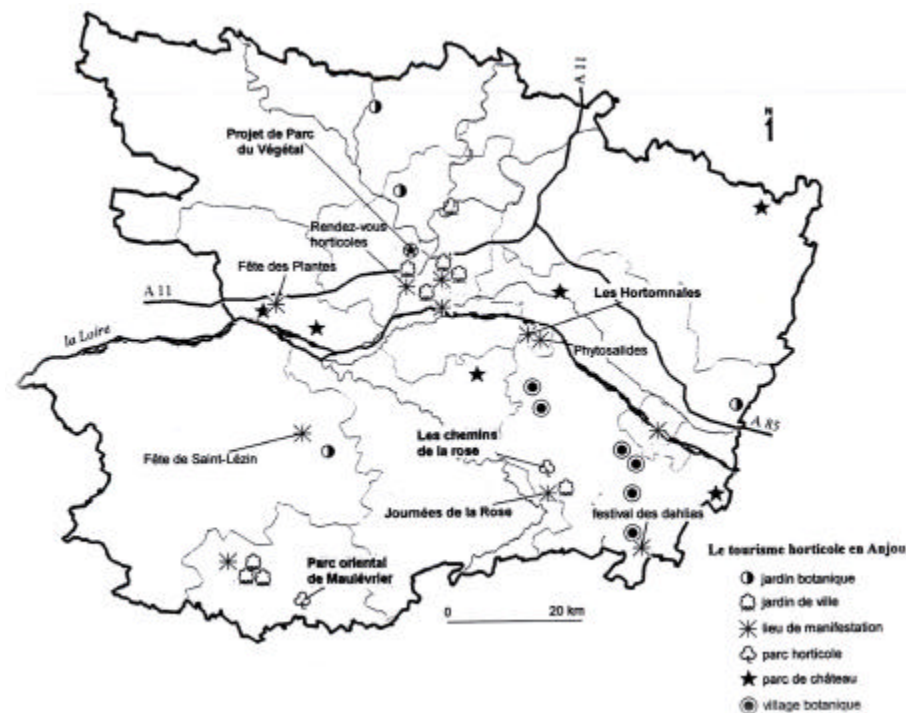 A 11
N
Projet de Parc
du Végétal
Rendez-vous
horticoles
Fête des Plantes
A 11
la Loire
Les Hortomnales
Phytosalides
A 85
Les chemins
de la rose
Fête de Saint-Lézin
Journées de la Rose
festival des dahlias
Parc oriental
de Maulévrier
0 20 km
Le tourisme horticole en Anjou
jardin botanique
jardin de ville
lieu de manifestation
parc horticole
parc de château
village botanique